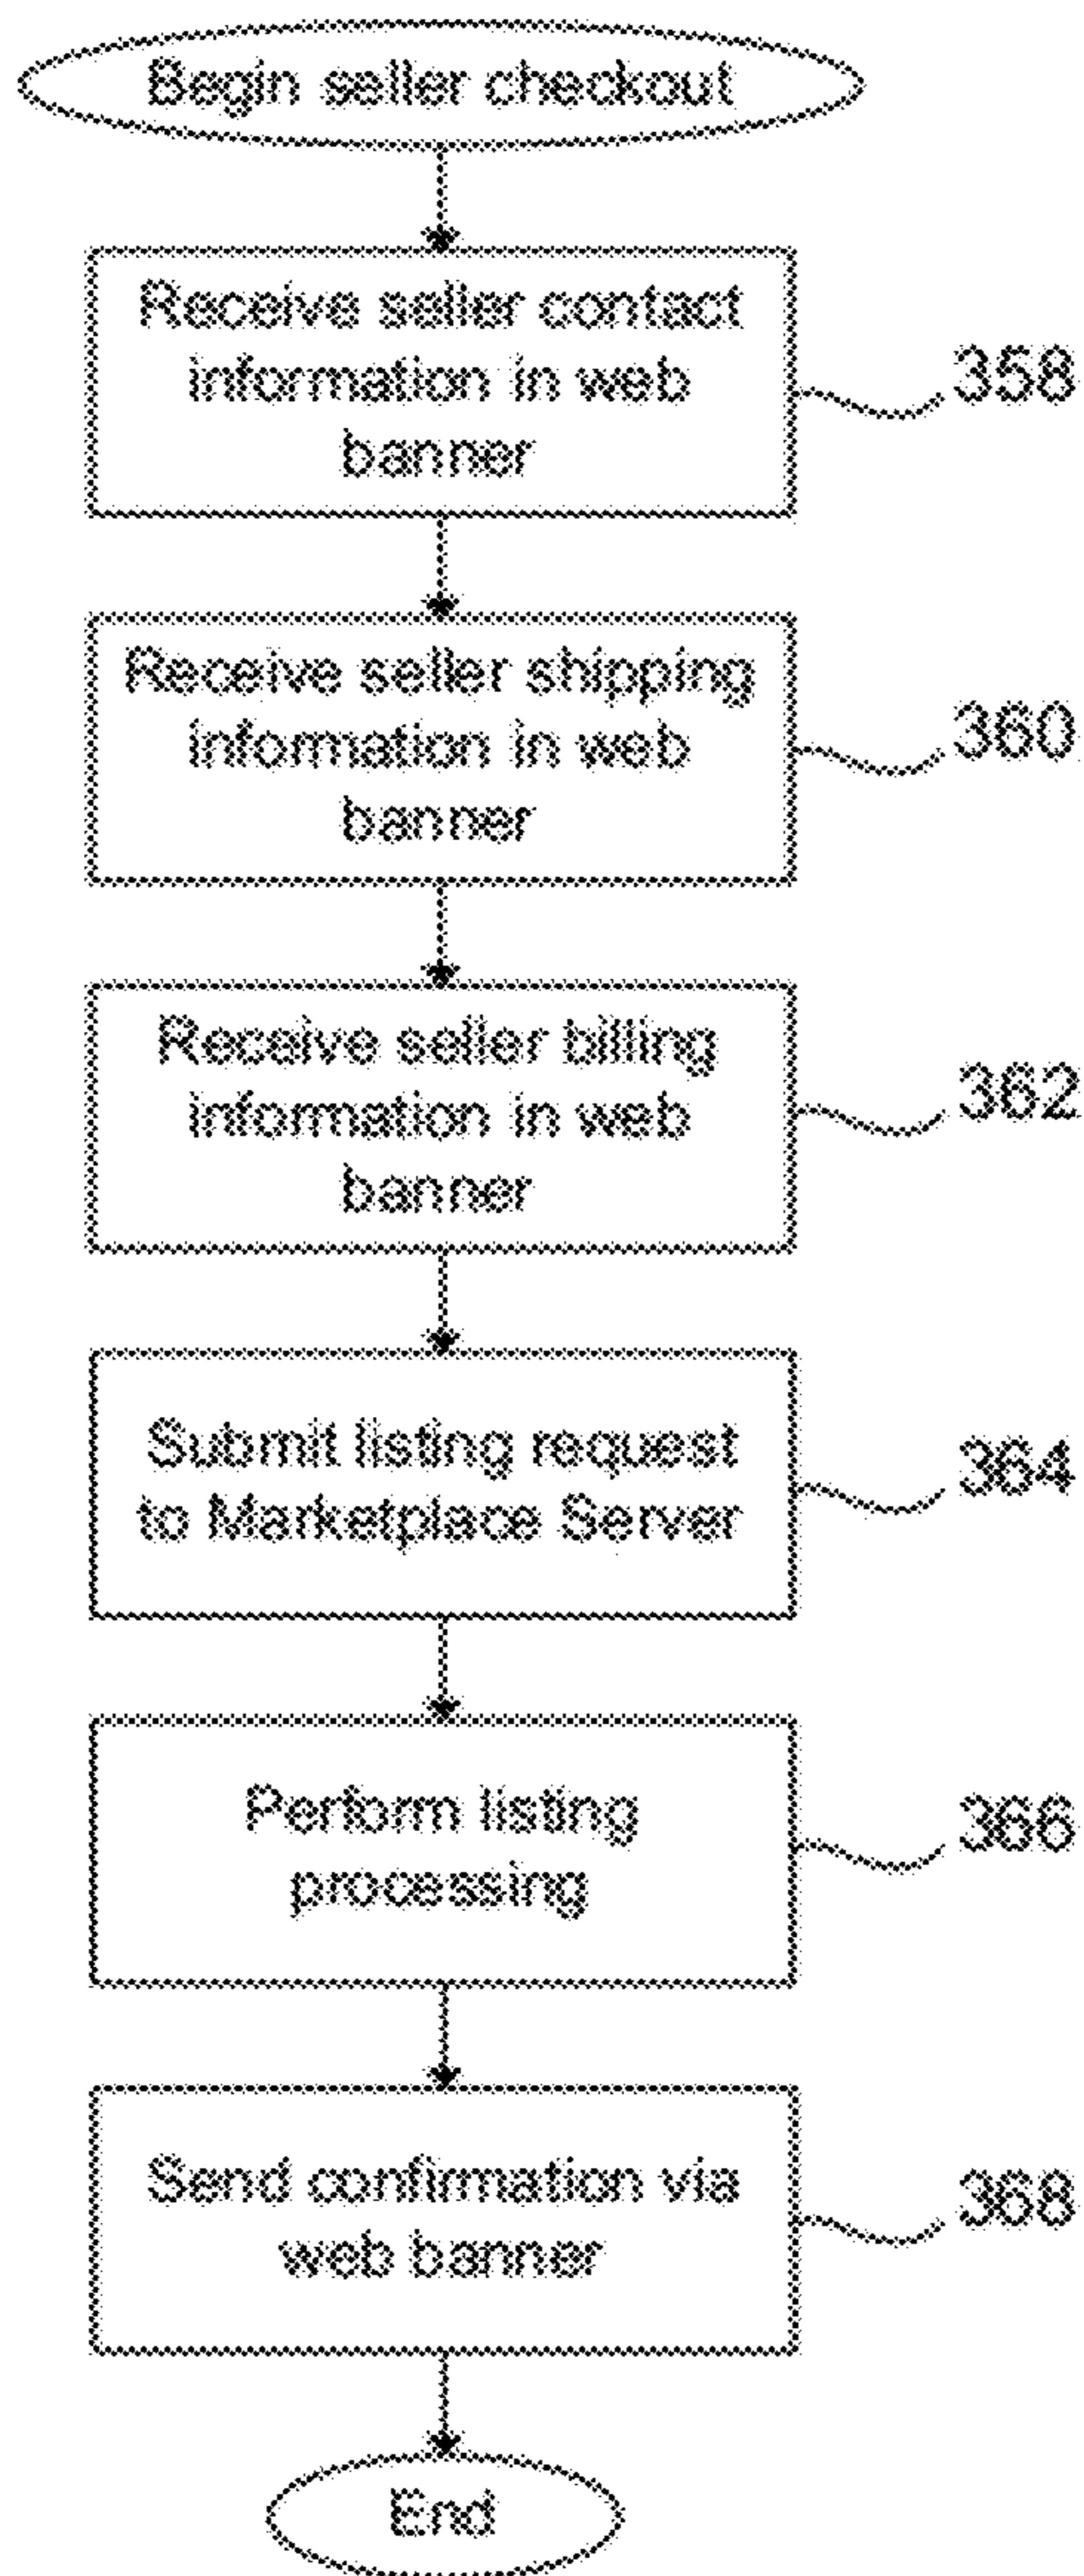 Begin seller checkout
Receive seller contact
information in web
banner
358
Receive seller shipping
information in web
banner
360
Receive seller billing
information in web
banner
362
Submit listing request
to Marketplace Server
364
Perform listing
processing
366
Send confirmation via
web banner
368
End